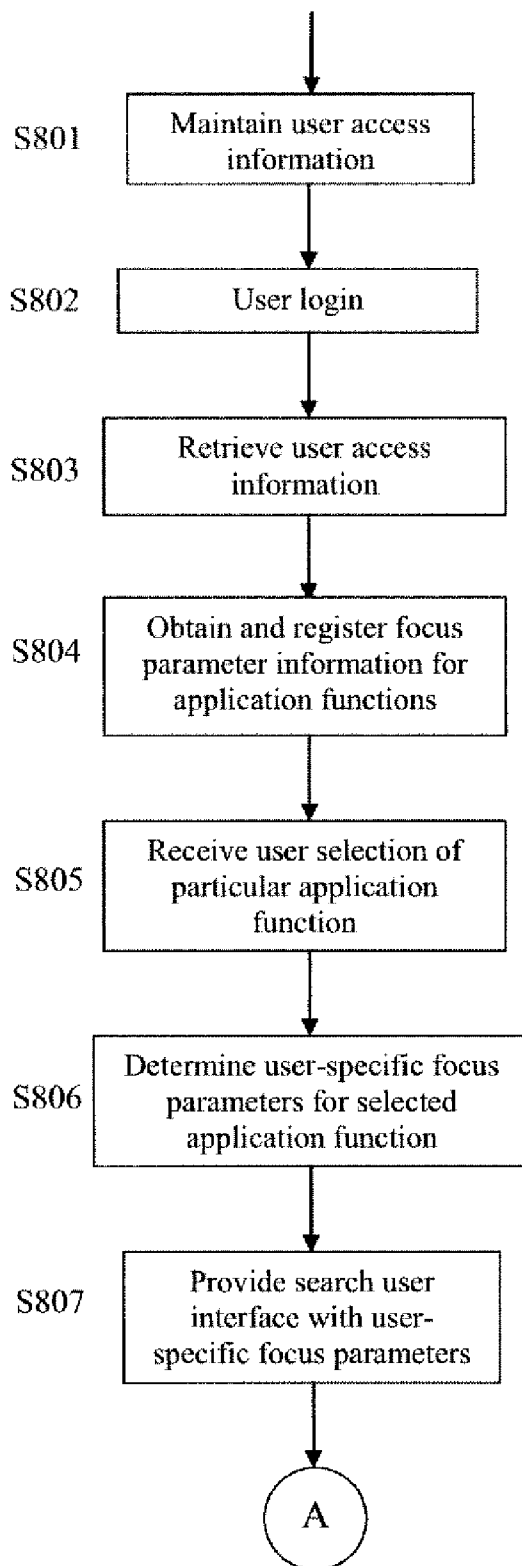 S801
Maintain user access
information
S802
User login
S803
Retrieve user access
information
S804
Obtain and register focus
parameter information for
application functions
S805
Receive user selection of
particular application
function
S806
Determine user-specific focus
parameters for selected
application function
S807
Provide search user
interface with user-
specific focus parameters
A